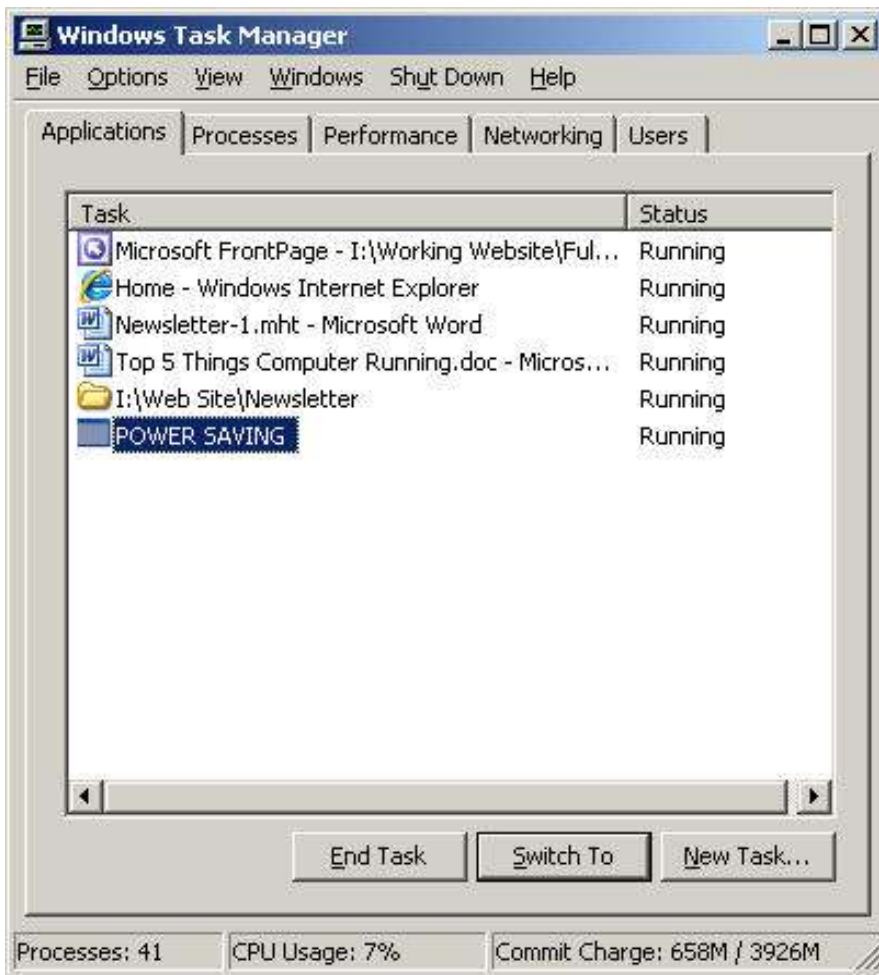 Windows Task Manager
File Options View Windows Shut Down Help
Applications Processes Performance Networking Users
Task Status
Microsoft FrontPage - I:\Working Website\Ful... Running
Home - Windows Internet Explorer Running
Newsletter-1.mht - Microsoft Word Running
Top 5 Things Computer Running.doc - Micros... Running
I:\Web Site\Newsletter Running
POWER SAVING Running
End Task Switch To New Task...
Processes: 41 CPU Usage: 7% Commit Charge: 658M / 3926M